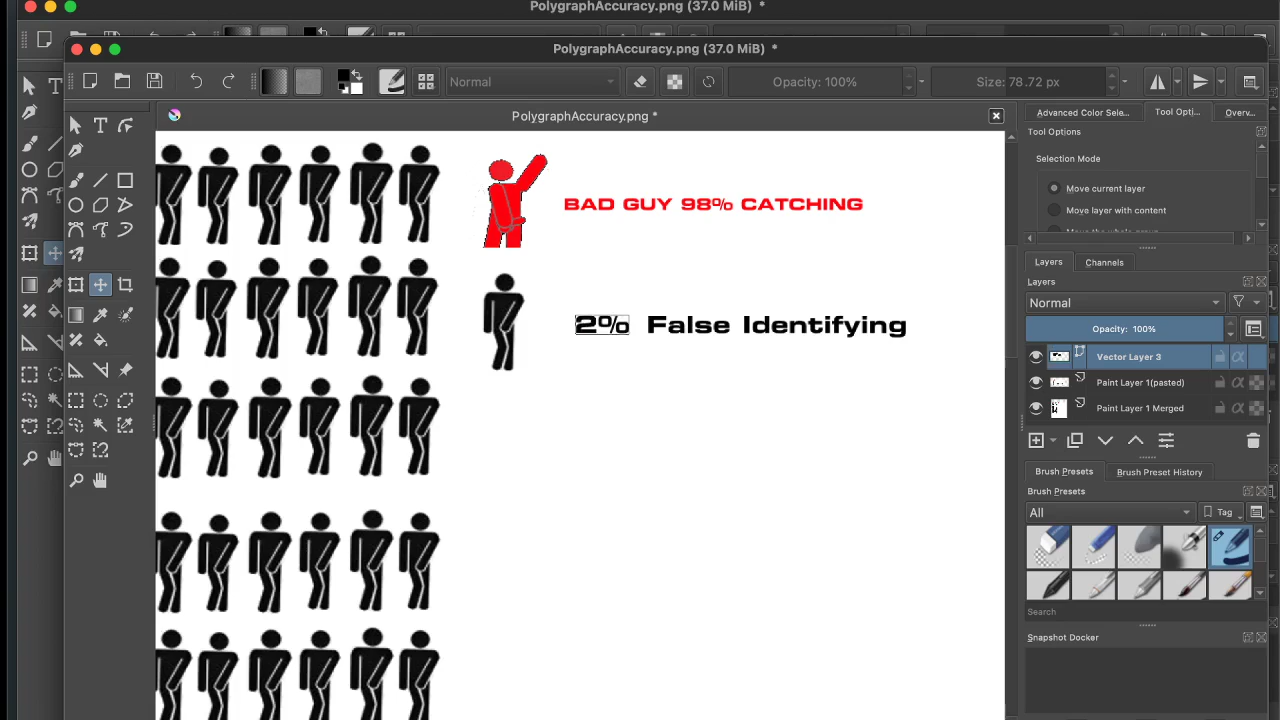 PolygraphAccuracy.png (37.0 MiB) *
PolygraphAccuracy.png (37.0 MiB) *
Normal
Opacity: 100%
Size: 78.72 px
PolygraphAccuracy.png *
Advanced Color Sele...
Tool Opti...
Overv...
Tool Options
Selection Mode
Move current layer
Move layer with content
BAD GUY 98% CATCHING
2% False Identifying
Layers
Channels
Layers
Normal
Opacity: 100%
Vector Layer 3
Paint Layer 1(pasted)
Paint Layer 1 Merged
Brush Presets
Brush Preset History
Brush Presets
All
Tag
Search
Snapshot Docker